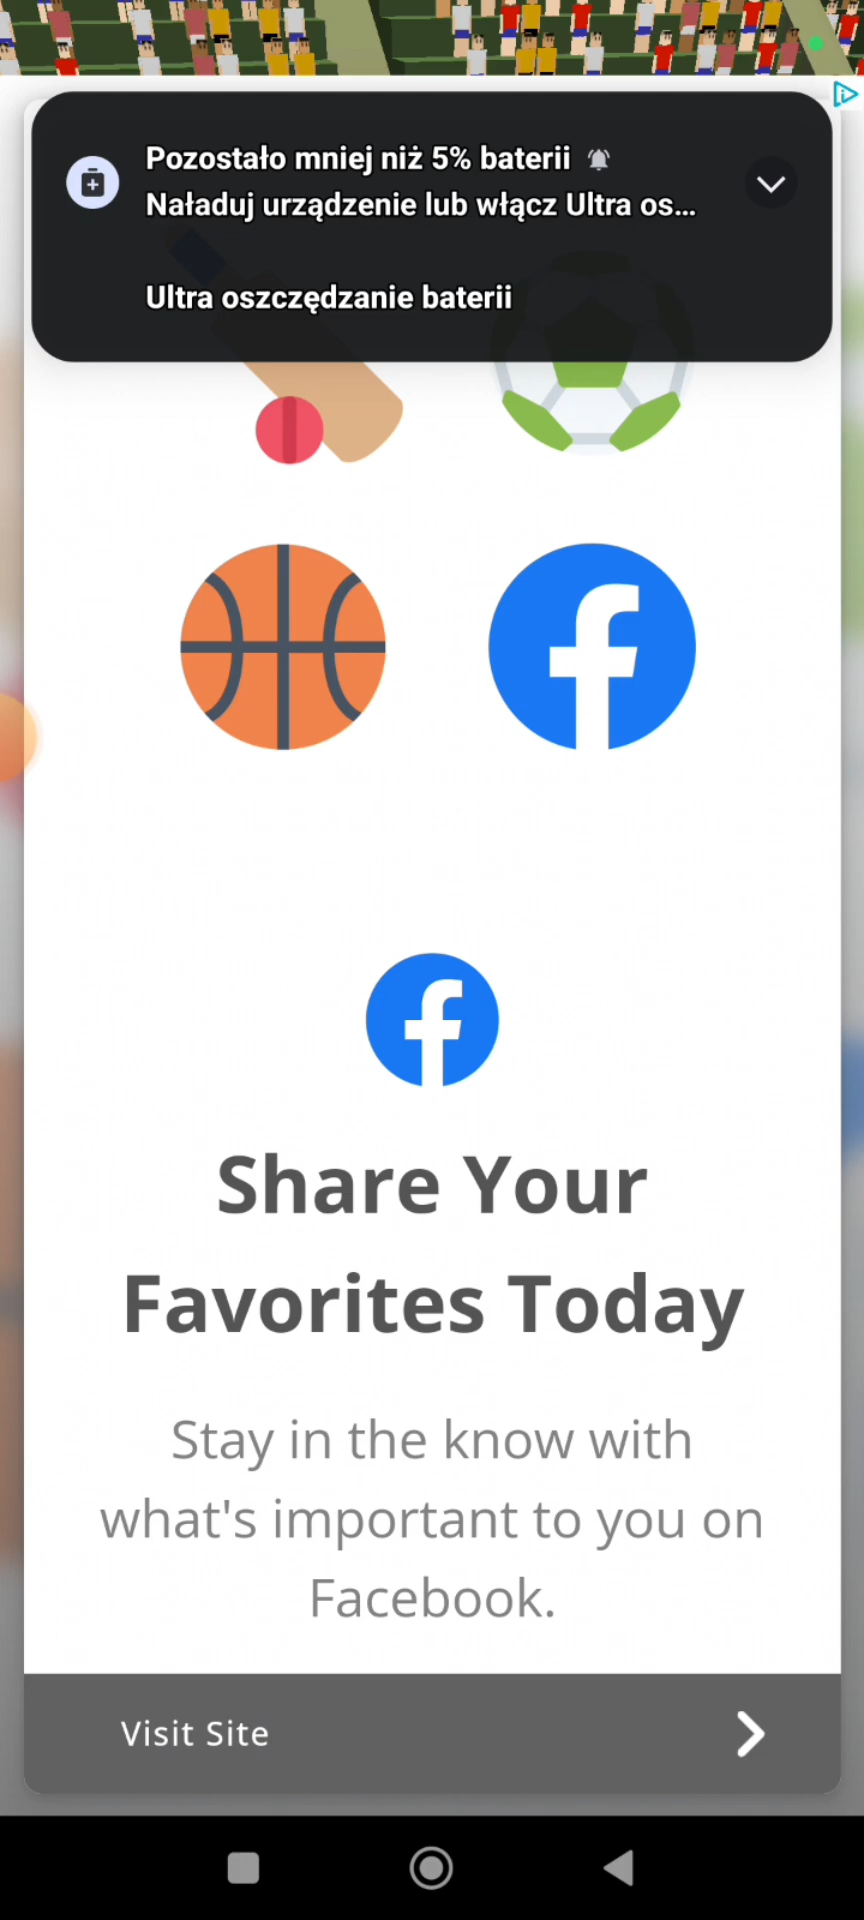 Pozostało mniej niż 5% baterii
Naładuj urządzenie lub włącz Ultra os...
Ultra oszczędzanie baterii
Share Your
Favorites Today
Stay in the know with
what's important to you on
Facebook.
Visit Site